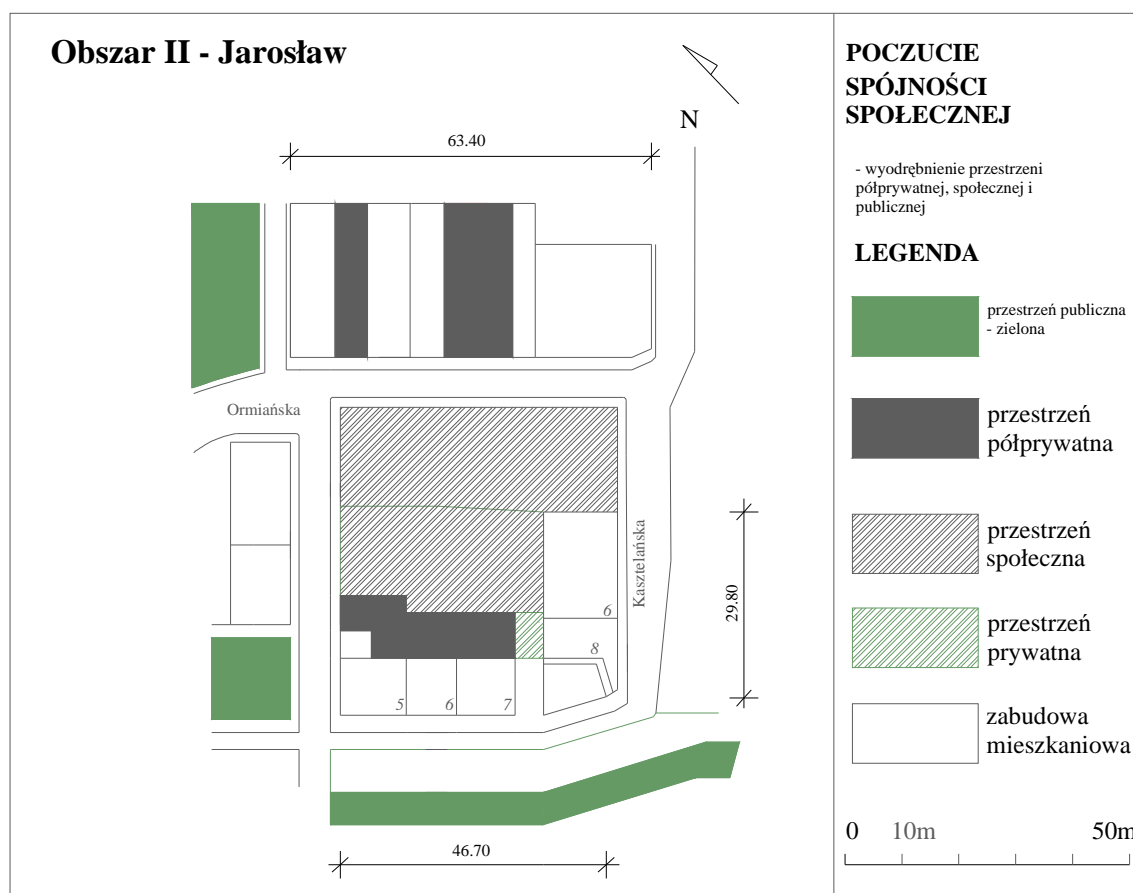 Obszar II - Jarosław
N
63.40
Ormiańska
Kasztelańska
29.80
6
8
5
6
7
46.70
POCZUCIE
SPÓJNOŚCI
SPOŁECZNEJ
- wyodrębnienie przestrzeni
półprywatnej, społecznej i
publicznej
LEGENDA
przestrzeń publiczna
- zielona
przestrzeń
półprywatna
przestrzeń
społeczna
przestrzeń
prywatna
zabudowa
mieszkaniowa
0 10m 50m